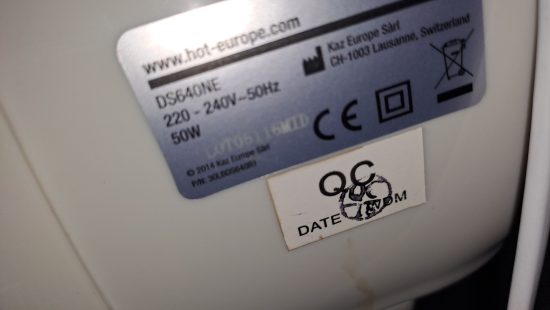 www.hot-europe.com
Kaz Europe Sàrl
CH-1003 Lausanne, Switzerland
DS640NE
220 - 240V~50Hz
50W
LOT05116MID
CE
© 2014 Kaz Europe Sàrl
P/N:
QC
DATE